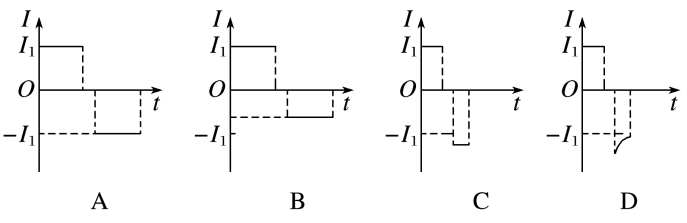 I I I I
I₁ I₁ I₁ I₁
O t O t O t O t
−I₁ −I₁ −I₁ −I₁
A B C D